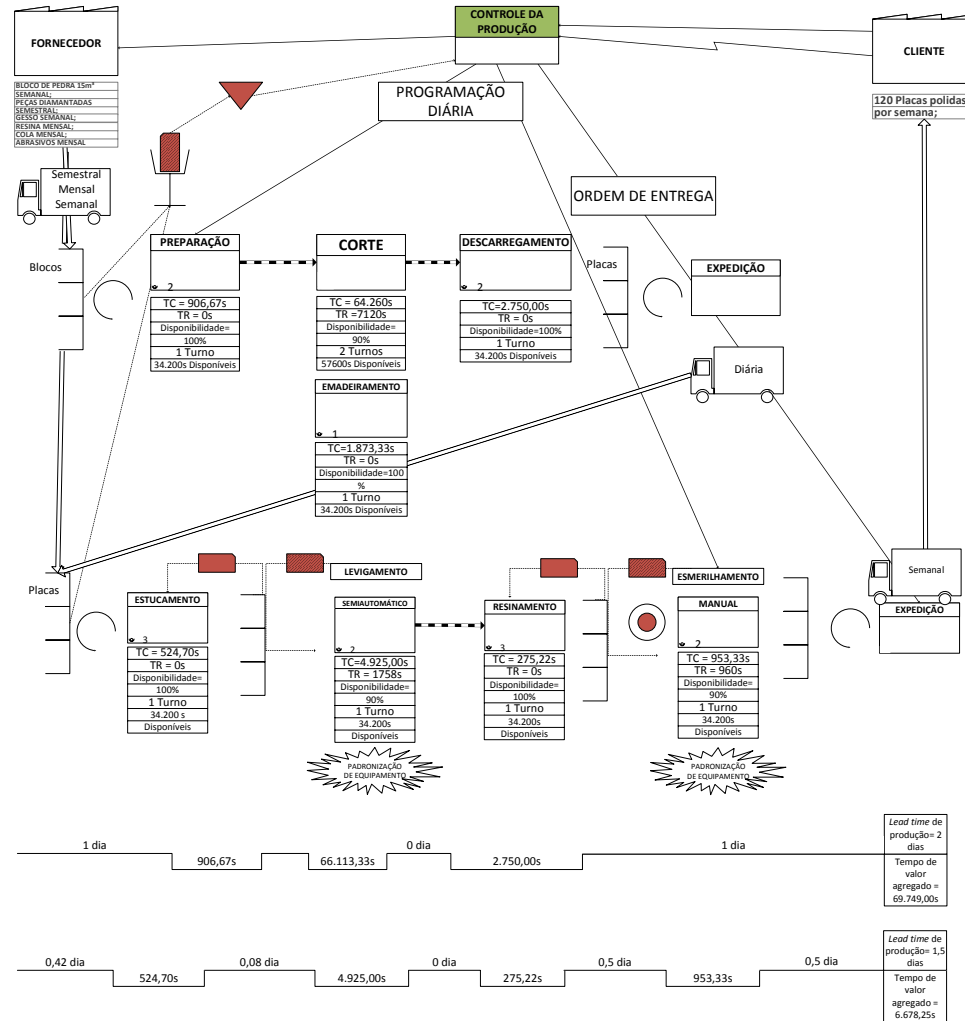 FORNECEDOR
CONTROLE DA
PRODUÇÃO
CLIENTE
BLOCO DE PEDRA 15m³
SEMANAL;
PEÇAS DIAMANTADAS
SEMESTRAL;
GESSO SEMANAL;
RESINA MENSAL;
COLA MENSAL;
ABRASIVOS MENSAL
120 Placas polidas
por semana;
PROGRAMAÇÃO
DIÁRIA
Semestral
Mensal
Semanal
ORDEM DE ENTREGA
Blocos
PREPARAÇÃO
2
TC = 906,67s
TR = 0s
Disponibilidade=
100%
1 Turno
34.200s Disponíveis
CORTE
TC = 64.260s
TR =7120s
Disponibilidade=
90%
2 Turnos
57600s Disponíveis
DESCARREGAMENTO
2
TC=2.750,00s
TR = 0s
Disponibilidade=100%
1 Turno
34.200s Disponíveis
Placas
EXPEDIÇÃO
EMADEIRAMENTO
1
TC=1.873,33s
TR = 0s
Disponibilidade=100
%
1 Turno
34.200s Disponíveis
Diária
Placas
ESTUCAMENTO
3
TC = 524,70s
TR = 0s
Disponibilidade=
100%
1 Turno
34.200 s
Disponíveis
LEVIGAMENTO
SEMIAUTOMÁTICO
2
TC=4.925,00s
TR = 1758s
Disponibilidade=
90%
1 Turno
34.200s
Disponíveis
PADRONIZAÇÃO
DE EQUIPAMENTO
RESINAMENTO
3
TC = 275,22s
TR = 0s
Disponibilidade=
100%
1 Turno
34.200s
Disponíveis
ESMERILHAMENTO
MANUAL
2
TC = 953,33s
TR = 960s
Disponibilidade=
90%
1 Turno
34.200s
Disponíveis
PADRONIZAÇÃO
DE EQUIPAMENTO
Semanal
EXPEDIÇÃO
1 dia
906,67s
66.113,33s
0 dia
2.750,00s
1 dia
Lead time de
produção= 2
dias
Tempo de
valor
agregado =
69.749,00s
0,42 dia
524,70s
0,08 dia
4.925,00s
0 dia
275,22s
0,5 dia
953,33s
0,5 dia
Lead time de
produção= 1,5
dias
Tempo de
valor
agregado =
6.678,25s